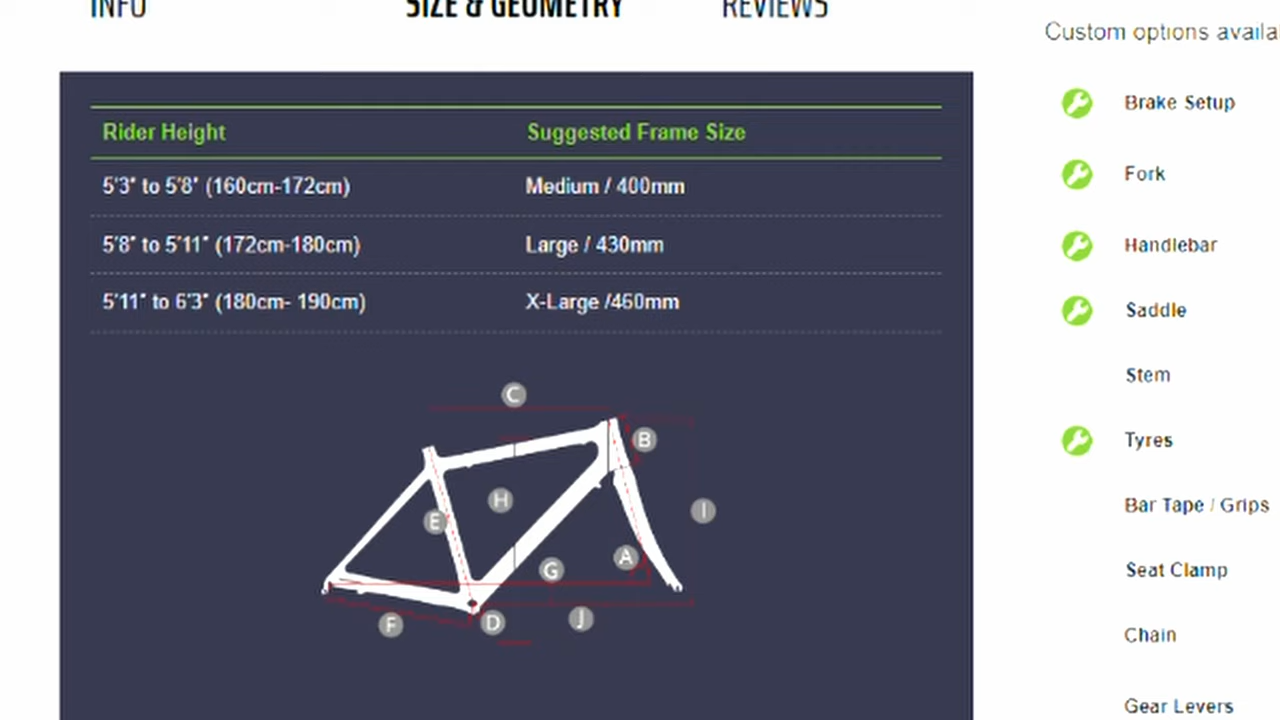 INFO
SIZE & GEOMETRY
REVIEWS
Custom options
Rider Height
Suggested Frame Size
5'3" to 5'8" (160cm-172cm)
Medium / 400mm
5'8" to 5'11" (172cm-180cm)
Large / 430mm
5'11" to 6'3" (180cm- 190cm)
X-Large /460mm
C
B
H
I
E
A
G
F
D
J
Brake Setup
Fork
Handlebar
Saddle
Stem
Tyres
Bar Tape / Grips
Seat Clamp
Chain
Gear Levers